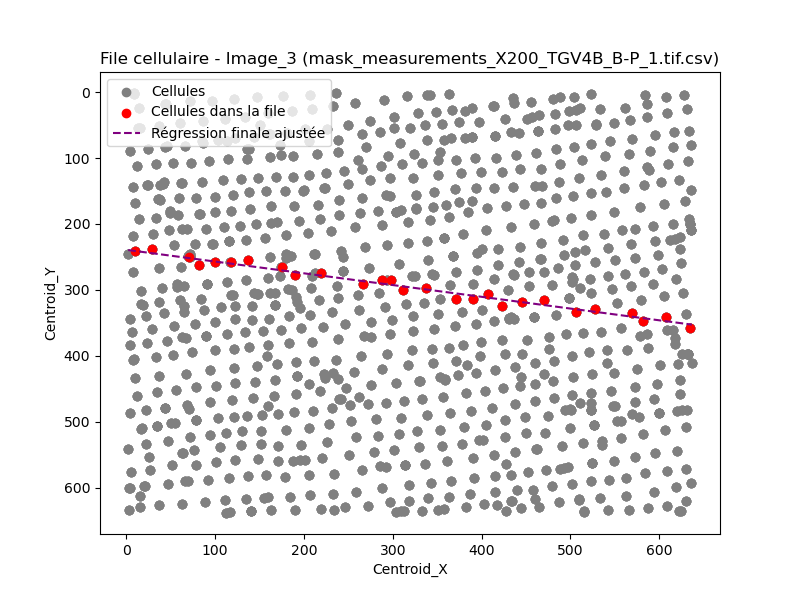 File cellulaire - Image_3 (mask_measurements_X200_TGV4B_B-P_1.tif.csv)
Cellules
Cellules dans la file
Régression finale ajustée
0
100
200
300
400
500
600
Centroid_Y
0 100 200 300 400 500 600
Centroid_X